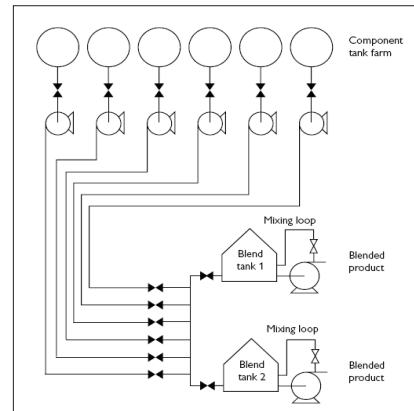 Component
tank farm
Mixing loop
Blend
tank 1
Blended
product
Mixing loop
Blend
tank 2
Blended
product